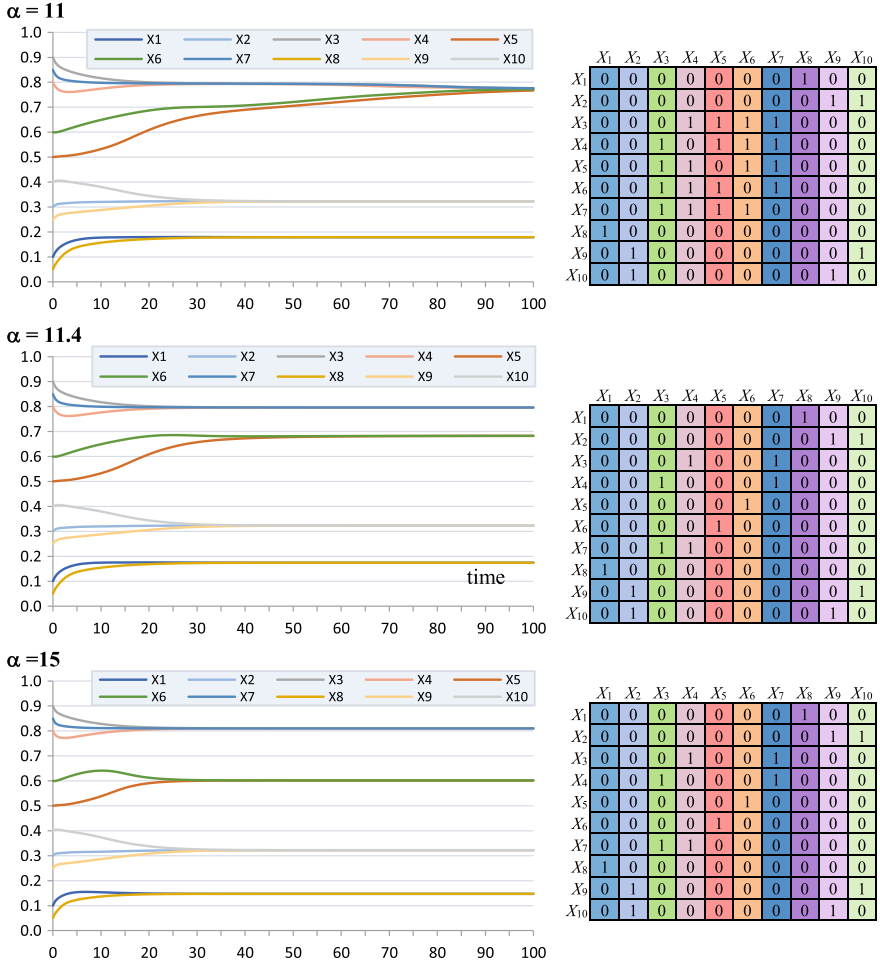 α = 11
1.0
0.9
0.8
0.7
0.6
0.5
0.4
0.3
0.2
0.1
0.0
X1 X2 X3 X4 X5
X6 X7 X8 X9 X10
0 10 20 30 40 50 60 70 80 90 100
X1 X2 X3 X4 X5 X6 X7 X8 X9 X10
X1 0 0 0 0 0 0 0 1 0 0
X2 0 0 0 0 0 0 0 0 1 1
X3 0 0 0 1 1 1 1 0 0 0
X4 0 0 1 0 1 1 1 0 0 0
X5 0 0 1 1 0 1 1 0 0 0
X6 0 0 1 1 1 0 1 0 0 0
X7 0 0 1 1 1 1 0 0 0 0
X8 1 0 0 0 0 0 0 0 0 0
X9 0 1 0 0 0 0 0 0 0 1
X10 0 1 0 0 0 0 0 0 1 0
α = 11.4
1.0
0.9
0.8
0.7
0.6
0.5
0.4
0.3
0.2
0.1
0.0
X1 X2 X3 X4 X5
X6 X7 X8 X9 X10
time
0 10 20 30 40 50 60 70 80 90 100
X1 X2 X3 X4 X5 X6 X7 X8 X9 X10
X1 0 0 0 0 0 0 0 1 0 0
X2 0 0 0 0 0 0 0 0 1 1
X3 0 0 0 1 0 0 1 0 0 0
X4 0 0 1 0 0 0 1 0 0 0
X5 0 0 0 0 0 1 0 0 0 0
X6 0 0 0 0 1 0 0 0 0 0
X7 0 0 1 1 0 0 0 0 0 0
X8 1 0 0 0 0 0 0 0 0 0
X9 0 1 0 0 0 0 0 0 0 1
X10 0 1 0 0 0 0 0 0 1 0
α =15
1.0
0.9
0.8
0.7
0.6
0.5
0.4
0.3
0.2
0.1
0.0
X1 X2 X3 X4 X5
X6 X7 X8 X9 X10
0 10 20 30 40 50 60 70 80 90 100
X1 X2 X3 X4 X5 X6 X7 X8 X9 X10
X1 0 0 0 0 0 0 0 1 0 0
X2 0 0 0 0 0 0 0 0 1 1
X3 0 0 0 1 0 0 1 0 0 0
X4 0 0 1 0 0 0 1 0 0 0
X5 0 0 0 0 0 1 0 0 0 0
X6 0 0 0 0 1 0 0 0 0 0
X7 0 0 1 1 0 0 0 0 0 0
X8 1 0 0 0 0 0 0 0 0 0
X9 0 1 0 0 0 0 0 0 0 1
X10 0 1 0 0 0 0 0 0 1 0